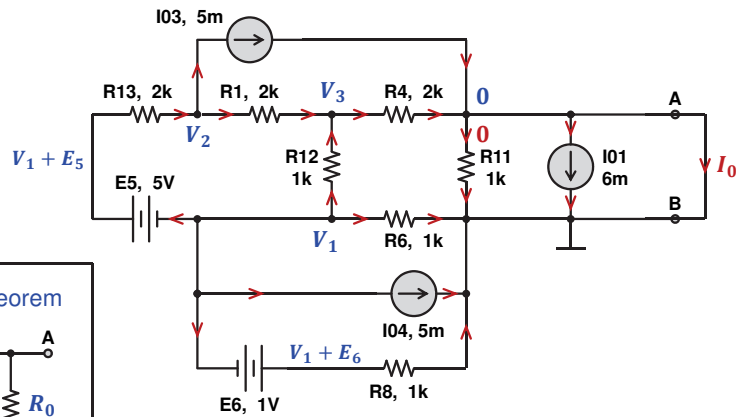 I03, 5m
R13, 2k
R1, 2k
V₃
R4, 2k
0
A
V₂
0
V₁ + E₅
R12
1k
R11
1k
I01
6m
I₀
E5, 5V
B
V₁
R6, 1k
eorem
I04, 5m
A
V₁ + E₆
R₀
E6, 1V
R8, 1k